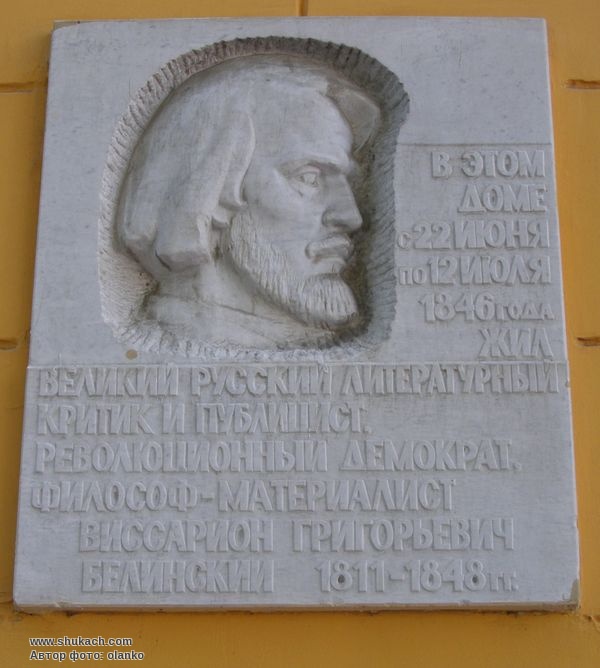 В ЭТОМ
ДОМЕ
с 22 ИЮНЯ
по 12 ИЮЛЯ
1846 года
ЖИЛ
ВЕЛИКИЙ РУССКИЙ ЛИТЕРАТУРНЫЙ
КРИТИК И ПУБЛИЦИСТ,
РЕВОЛЮЦИОННЫЙ ДЕМОКРАТ,
ФИЛОСОФ-МАТЕРИАЛИСТ
ВИССАРИОН ГРИГОРЬЕВИЧ
БЕЛИНСКИЙ 1811-1848 гг.
www.shukach.com
Автор фото: olanko